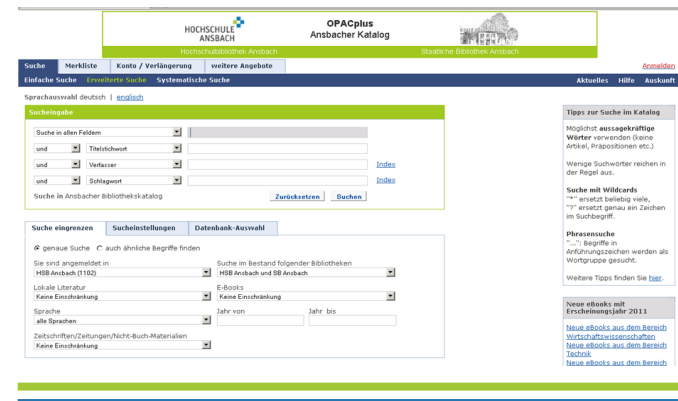 HOCHSCHULE
ANSBACH
OPACplus
Ansbacher Katalog
Hochschulbibliothek Ansbach
Staatliche Bibliothek Ansbach
Suche Merkliste Konto / Verlängerung weitere Angebote
Anmelden
Einfache Suche Erweiterte Suche Systematische Suche
Aktuelles Hilfe Auskunft
Sprachauswahl deutsch | englisch
Sucheingabe
Suche in allen Feldern
und Titelstichwort
und Verfasser Index
und Schlagwort Index
Suche in Ansbacher Bibliothekskatalog Zurücksetzen Suchen
Suche eingrenzen Sucheinstellungen Datenbank-Auswahl
genaue Suche auch ähnliche Begriffe finden
Sie sind angemeldet in Suche im Bestand folgender Bibliotheken
HSB Ansbach (1102) HSB Ansbach und SB Ansbach
Lokale Literatur E-Books
Keine Einschränkung Keine Einschränkung
Sprache Jahr von Jahr bis
alle Sprachen
Zeitschriften/Zeitungen/Nicht-Buch-Materialien
Keine Einschränkung
Tipps zur Suche im Katalog
Möglichst aussagekräftige
Wörter verwenden (keine
Artikel, Präpositionen etc.)
Wenige Suchwörter reichen in
der Regel aus.
Suche mit Wildcards
"*" ersetzt beliebig viele,
"?" ersetzt genau ein Zeichen
im Suchbegriff.
Phrasensuche
"...": Begriffe in
Anführungszeichen werden als
Wortgruppe gesucht.
Weitere Tipps finden Sie hier.
Neue eBooks mit
Erscheinungsjahr 2011
Neue eBooks aus dem Bereich
Wirtschaftswissenschaften
Neue eBooks aus dem Bereich
Technik
Neue eBooks aus dem Bereich